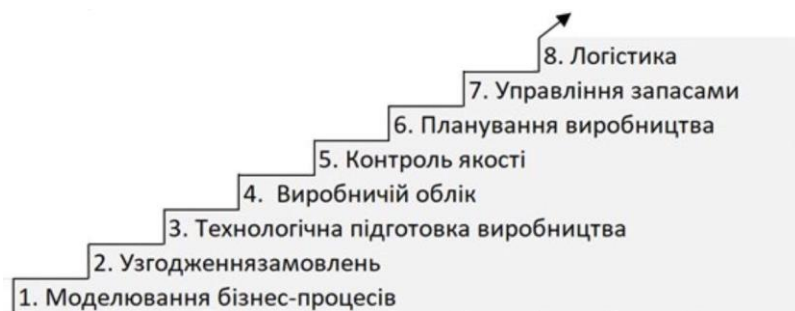 8. Логістика
7. Управління запасами
6. Планування виробництва
5. Контроль якості
4. Виробничій облік
3. Технологічна підготовка виробництва
2. Узгодженнязамовлень
1. Моделювання бізнес-процесів